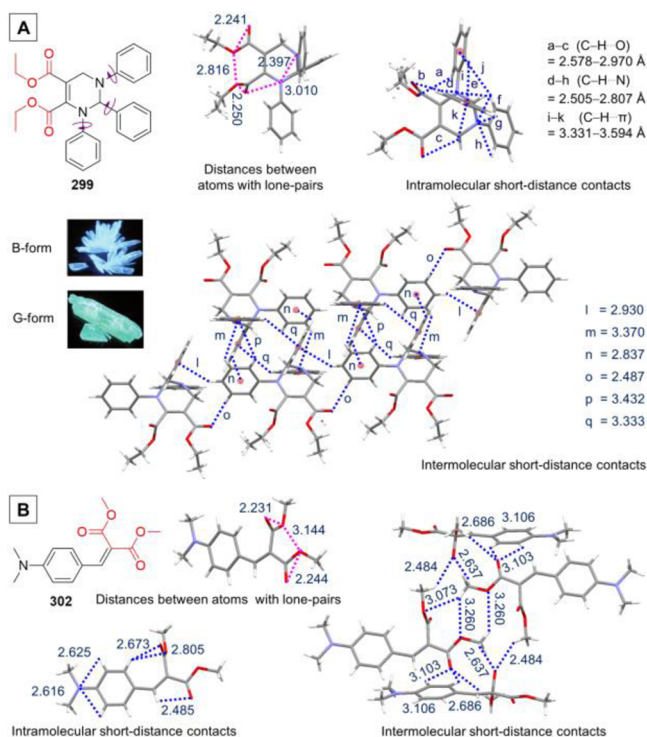 A
2.241
2.816
2.397
2.250
3.010
299
Distances between
atoms with lone-pairs
a b d i j e f k g c h
Intramolecular short-distance contacts
a–c (C–H···O)
= 2.578–2.970 Å
d–h (C–H···N)
= 2.505–2.807 Å
i–k (C–H···π)
= 3.331–3.594 Å
B-form
G-form
o
n n l
m p q m m p q m
l n q l n q
o o
l = 2.930
m = 3.370
n = 2.837
o = 2.487
p = 3.432
q = 3.333
Intermolecular short-distance contacts
B
O O
O
O
N
302
2.231
3.144
2.244
Distances between atoms with lone-pairs
2.625
2.673
2.805
2.616
2.485
Intramolecular short-distance contacts
2.686
3.106
2.484
2.637
3.103
3.073
3.260
3.260
2.637
2.484
3.103
3.106
2.686
Intermolecular short-distance contacts